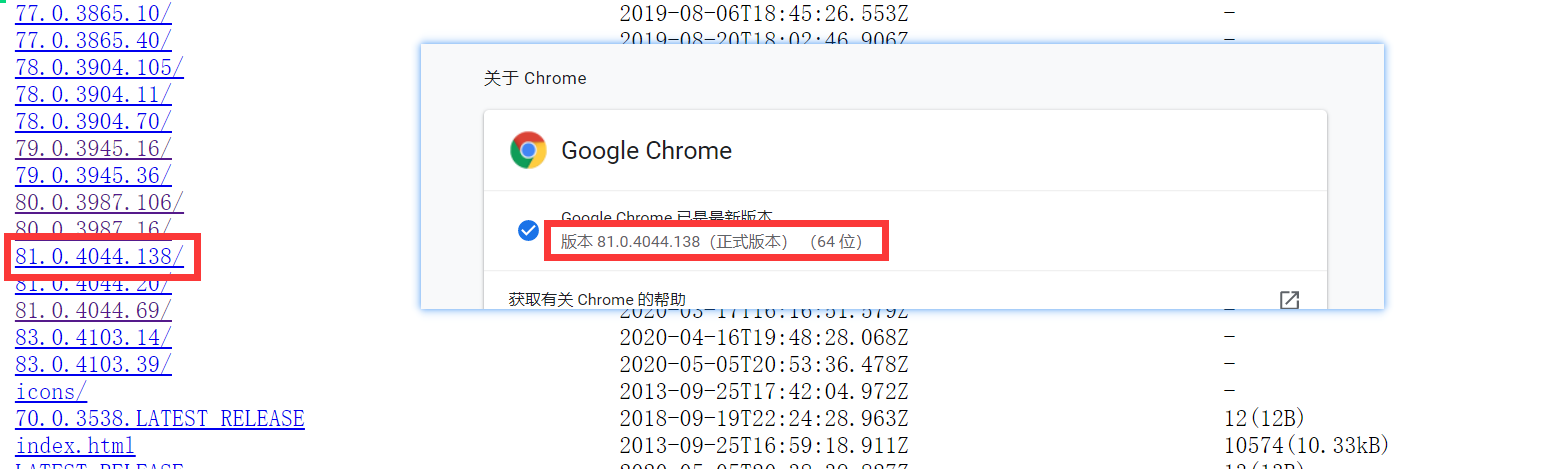 77.0.3865.10/ 2019-08-06T18:45:26.553Z -
77.0.3865.40/ 2019-08-20T18:02:46.906Z -
78.0.3904.105/
78.0.3904.11/
78.0.3904.70/
79.0.3945.16/
79.0.3945.36/
80.0.3987.106/
80.0.3987.16/
81.0.4044.138/
81.0.4044.20/
关于 Chrome
Google Chrome
Google Chrome 已是最新版本
版本 81.0.4044.138（正式版本） （64 位）
获取有关 Chrome 的帮助
81.0.4044.69/ 2020-03-17T16:16:51.579Z -
83.0.4103.14/ 2020-04-16T19:48:28.068Z -
83.0.4103.39/ 2020-05-05T20:53:36.478Z -
icons/ 2013-09-25T17:42:04.972Z -
70.0.3538.LATEST_RELEASE 2018-09-19T22:24:28.963Z 12(12B)
index.html 2013-09-25T16:59:18.911Z 10574(10.33kB)
LATEST_RELEASE